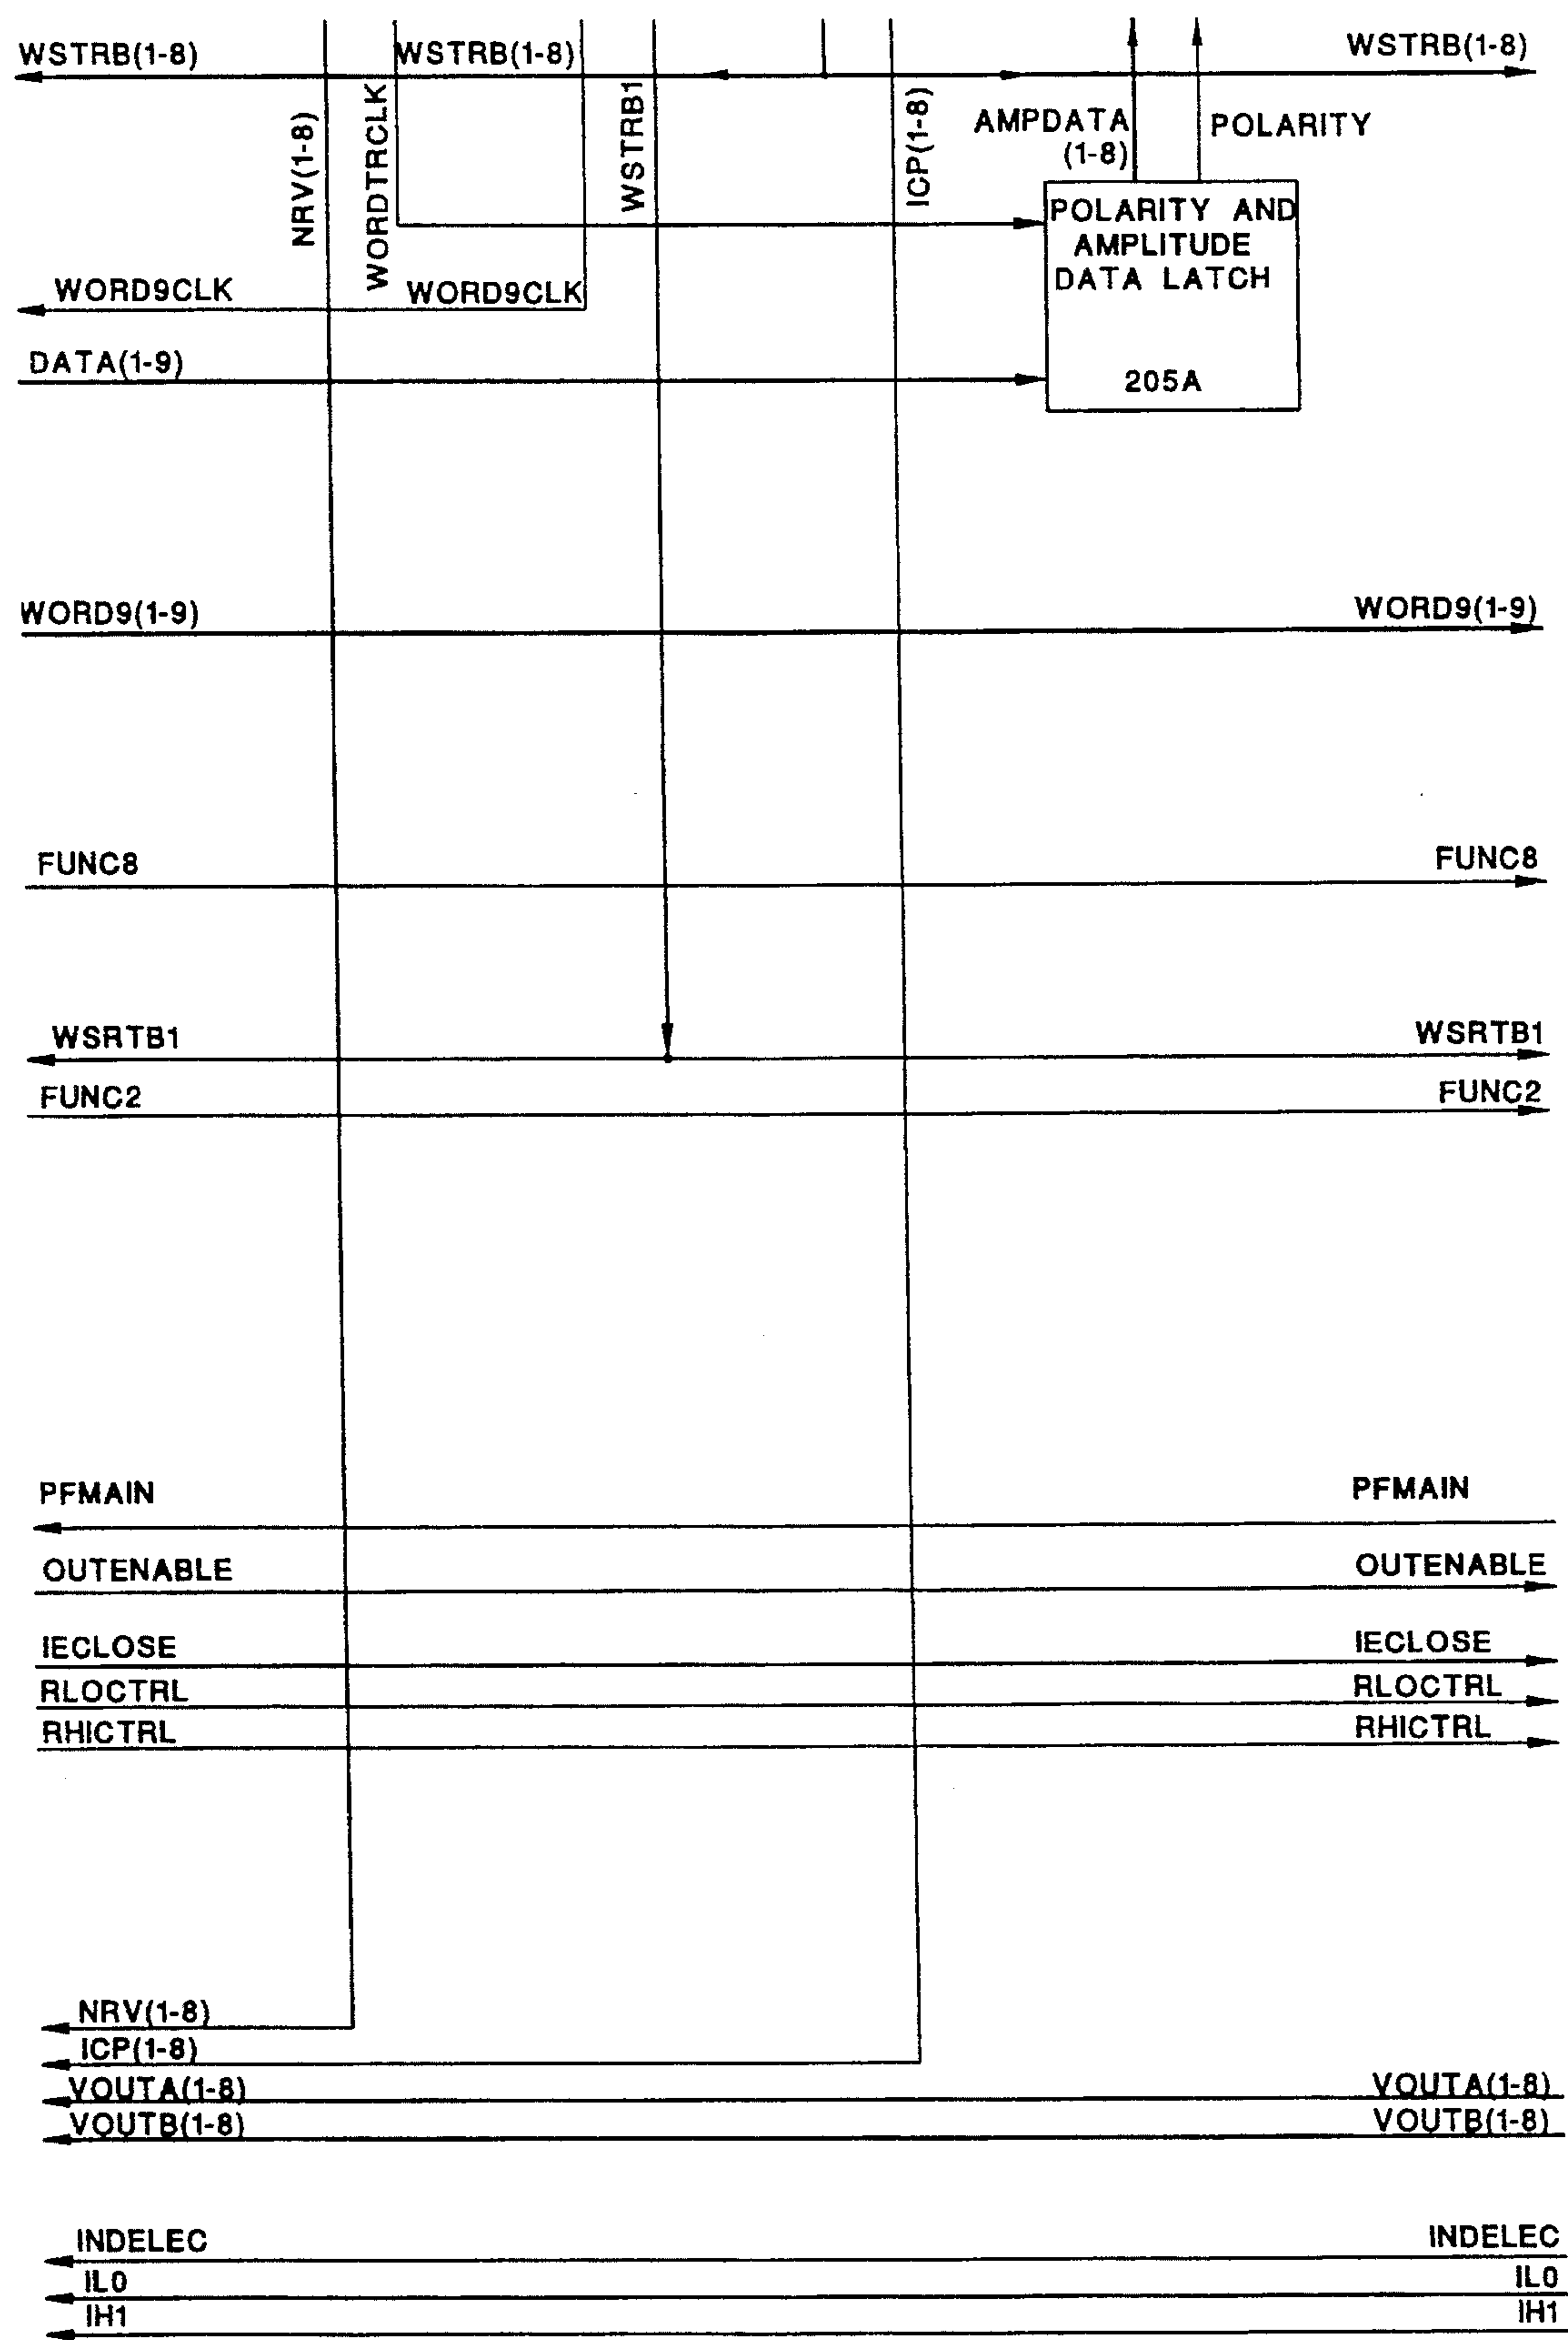 WSTRB(1-8)
WSTRB(1-8)
WSTRB(1-8)
NRV(1-8)
WORDTRCLK
WSTRB1
ICP(1-8)
AMPDATA
(1-8)
POLARITY
POLARITY AND
AMPLITUDE
DATA LATCH
205A
WORD9CLK
WORD9CLK
DATA(1-9)
WORD9(1-9)
WORD9(1-9)
FUNC8
FUNC8
WSRTB1
WSRTB1
FUNC2
FUNC2
PFMAIN
PFMAIN
OUTENABLE
OUTENABLE
IECLOSE
IECLOSE
RLOCTRL
RLOCTRL
RHICTRL
RHICTRL
NRV(1-8)
ICP(1-8)
VOUTA(1-8)
VOUTA(1-8)
VOUTB(1-8)
VOUTB(1-8)
INDELEC
INDELEC
IL0
IL0
IH1
IH1